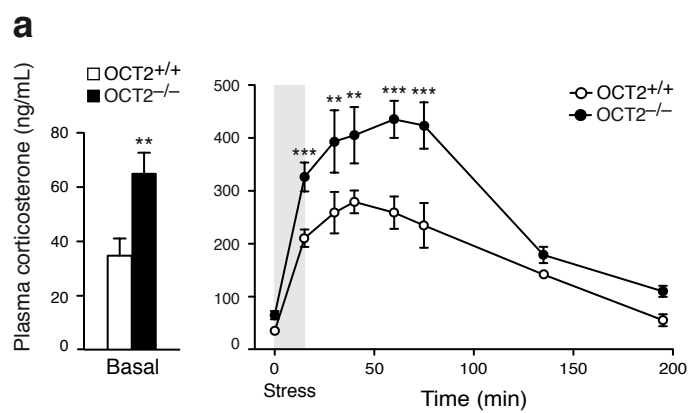 a
Plasma corticosterone (ng/mL)
OCT2+/+
OCT2–/–
80
60
40
20
0
**
Basal
500
400
300
200
100
0
***
**
**
***
***
OCT2+/+
OCT2–/–
0
50
100
150
200
Stress
Time (min)